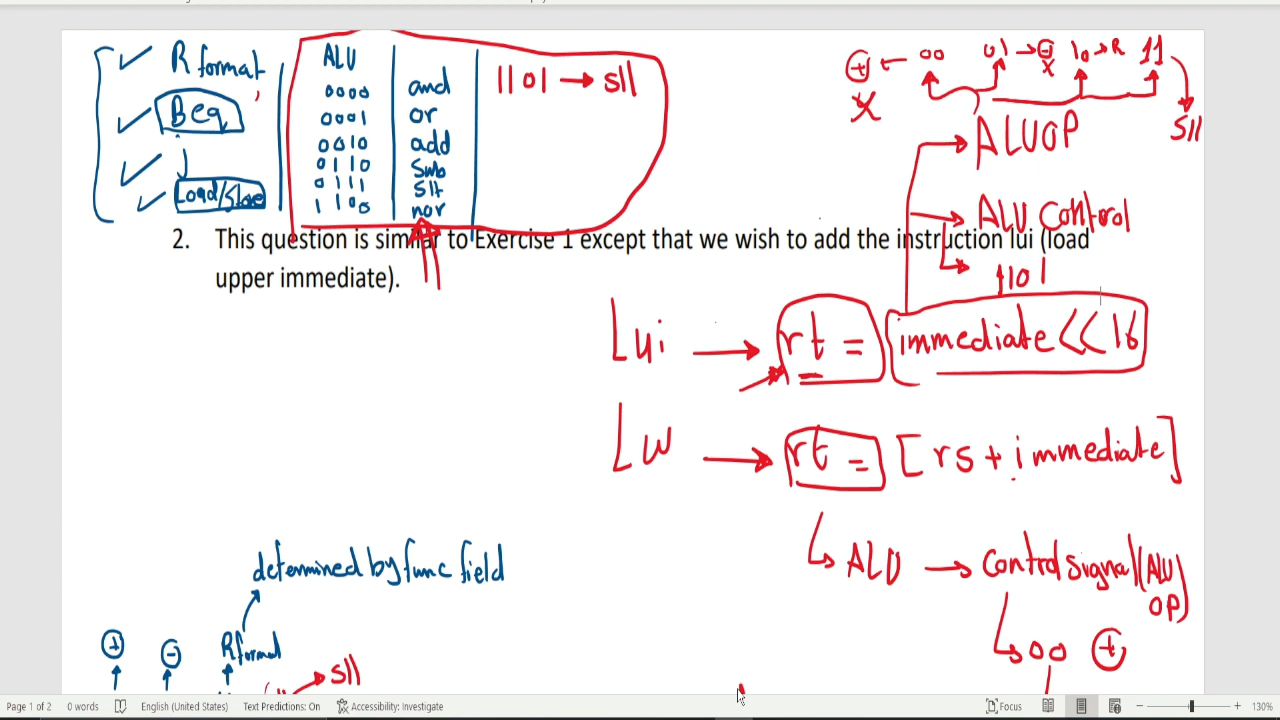 R format ALU 1101 → sll 00 01 → ⊖ 10 → R 11
Beq 0000 and ⊕ ← X X
J 0001 or ALUOP sll
Load/Store 0010 add
0110 sub
0111 slt
1100 nor
ALU Control
1101
2. This question is similar to Exercise 1 except that we wish to add the instruction lui (load
upper immediate).
Lui → rt = immediate << 16
Lw → rt = [rs + immediate]
ALU → Control Signal (ALU
OP)
00 ⊕
determined by func field
⊕ ⊖ R format
→ sll
Page 1 of 2 0 words English (United States) Text Predictions: On Accessibility: Investigate Focus 130%